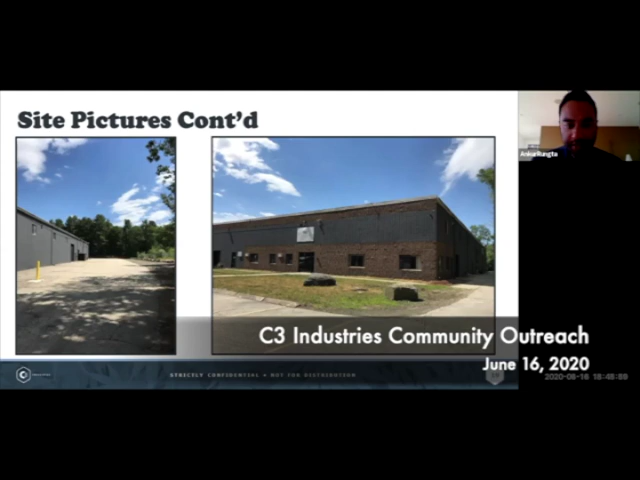 Site Pictures Cont'd
Ankur Rungta
C3 Industries Community Outreach
June 16, 2020
STRICTLY CONFIDENTIAL • NOT FOR DISTRIBUTION
2020-06-16 18:48:59